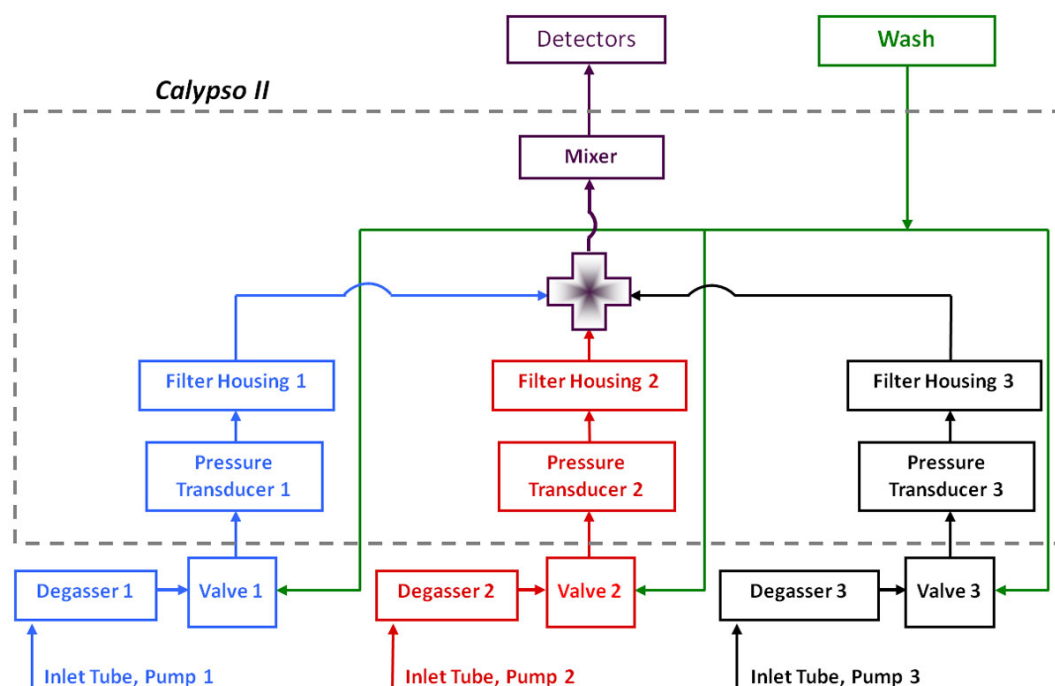 Detectors
Wash
Calypso II
Mixer
Filter Housing 1
Filter Housing 2
Filter Housing 3
Pressure
Transducer 1
Pressure
Transducer 2
Pressure
Transducer 3
Degasser 1
Valve 1
Degasser 2
Valve 2
Degasser 3
Valve 3
Inlet Tube, Pump 1
Inlet Tube, Pump 2
Inlet Tube, Pump 3